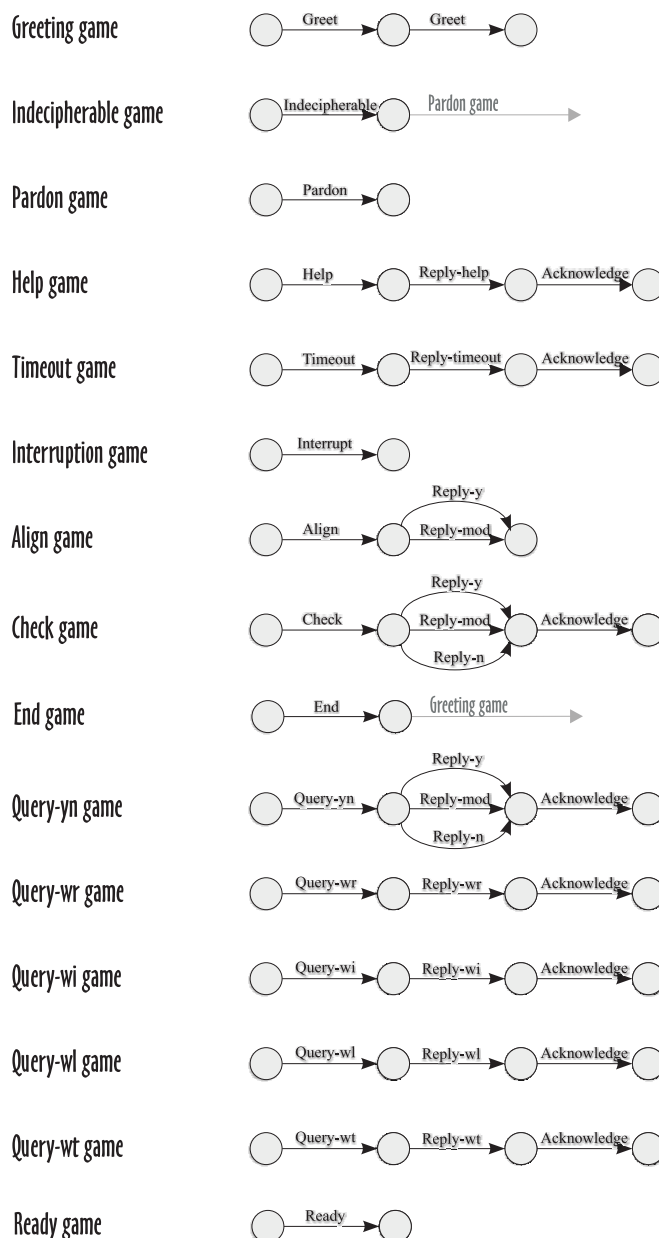 Greeting game Greet Greet
Indecipherable game Indecipherable Pardon game
Pardon game Pardon
Help game Help Reply-help Acknowledge
Timeout game Timeout Reply-timeout Acknowledge
Interruption game Interrupt
Reply-y
Align game Align Reply-mod
Reply-y
Check game Check Reply-mod Acknowledge
Reply-n
End game End Greeting game
Reply-y
Query-yn game Query-yn Reply-mod Acknowledge
Reply-n
Query-wr game Query-wr Reply-wr Acknowledge
Query-wi game Query-wi Reply-wi Acknowledge
Query-wl game Query-wl Reply-wl Acknowledge
Query-wt game Query-wt Reply-wt Acknowledge
Ready game Ready